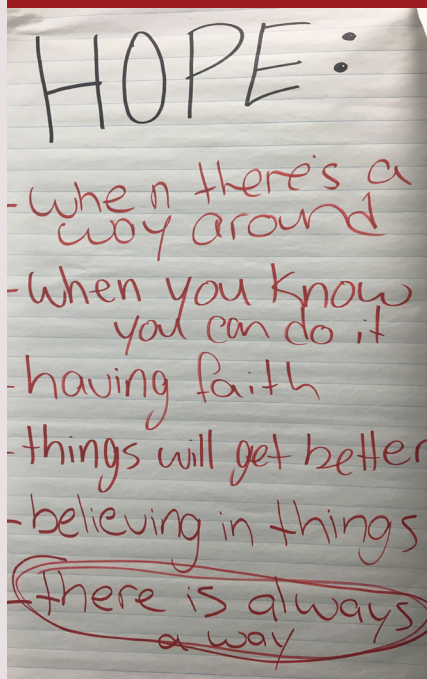 HOPE:
-when there's a
way around
-when you know
you can do it
-having faith
-things will get better
-believing in things
-there is always
a way